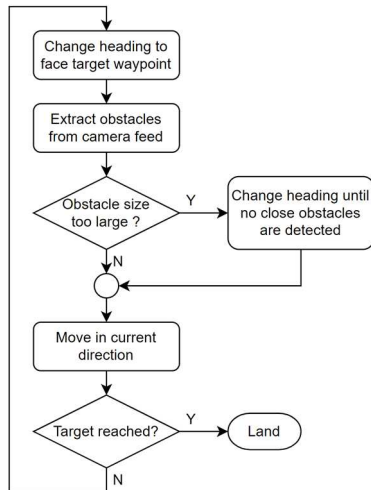 Change heading to
face target waypoint
Extract obstacles
from camera feed
Obstacle size
too large ?
Y
Change heading until
no close obstacles
are detected
N
Move in current
direction
Target reached?
Y
Land
N